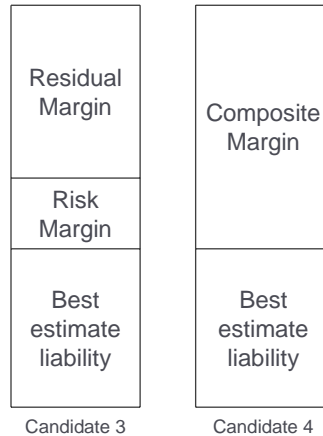 Residual
Margin
Risk
Margin
Best
estimate
liability
Candidate 3
Composite
Margin
Best
estimate
liability
Candidate 4